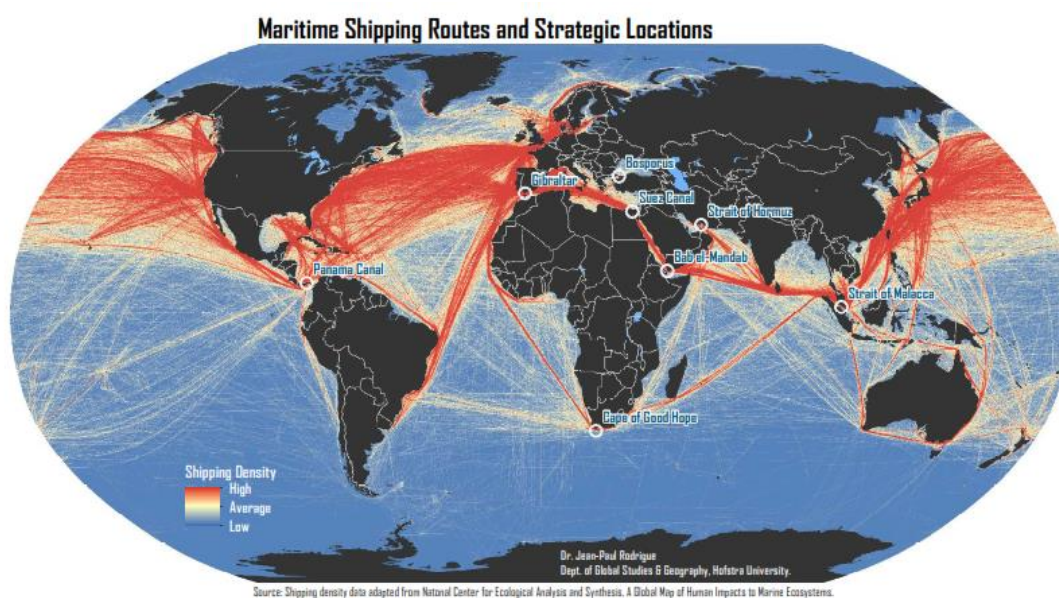 Maritime Shipping Routes and Strategic Locations
Bosporus
Gibraltar
Suez Canal
Strait of Hormuz
Bab el-Mandab
Panama Canal
Strait of Malacca
Cape of Good Hope
Shipping Density
High
Average
Low
Dr. Jean-Paul Rodrigue
Dept. of Global Studies & Geography, Hofstra University.
Source: Shipping density data adapted from National Center for Ecological Analysis and Synthesis, A Global Map of Human Impacts to Marine Ecosystems.